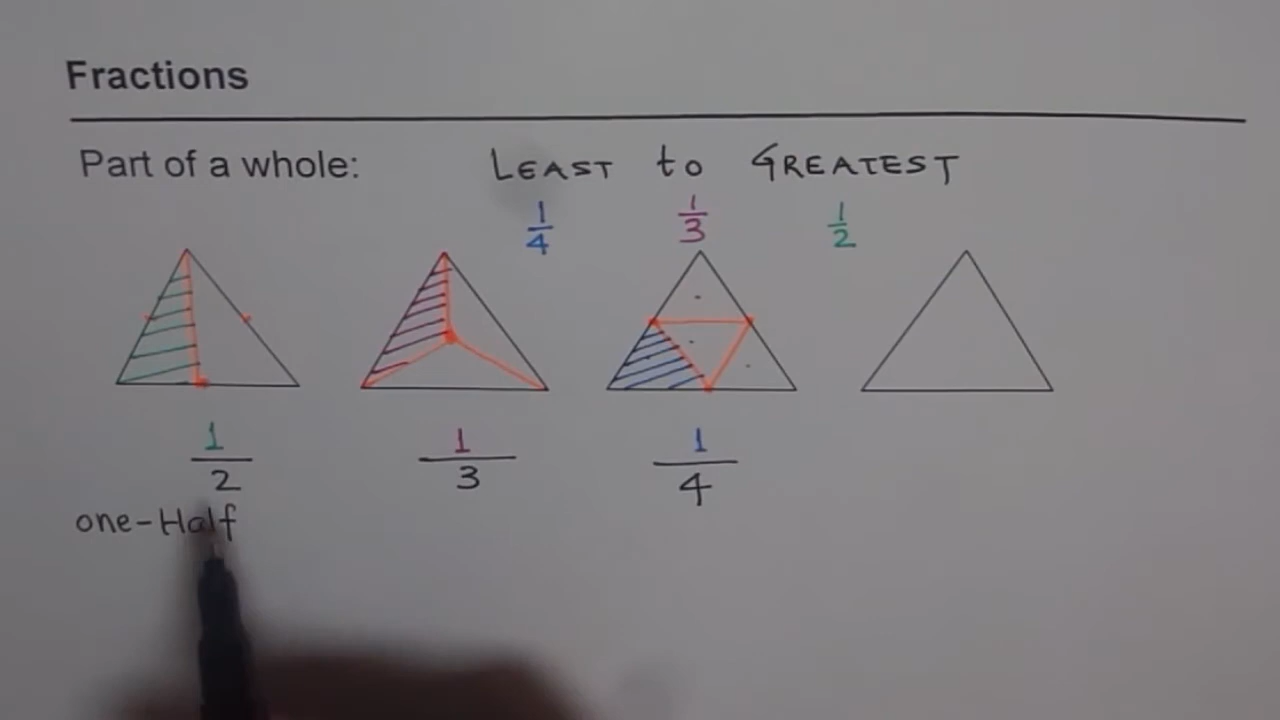 Fractions
Part of a whole: LEAST to GREATEST
1/4 1/3 1/2
1/2 1/3 1/4
one-Half